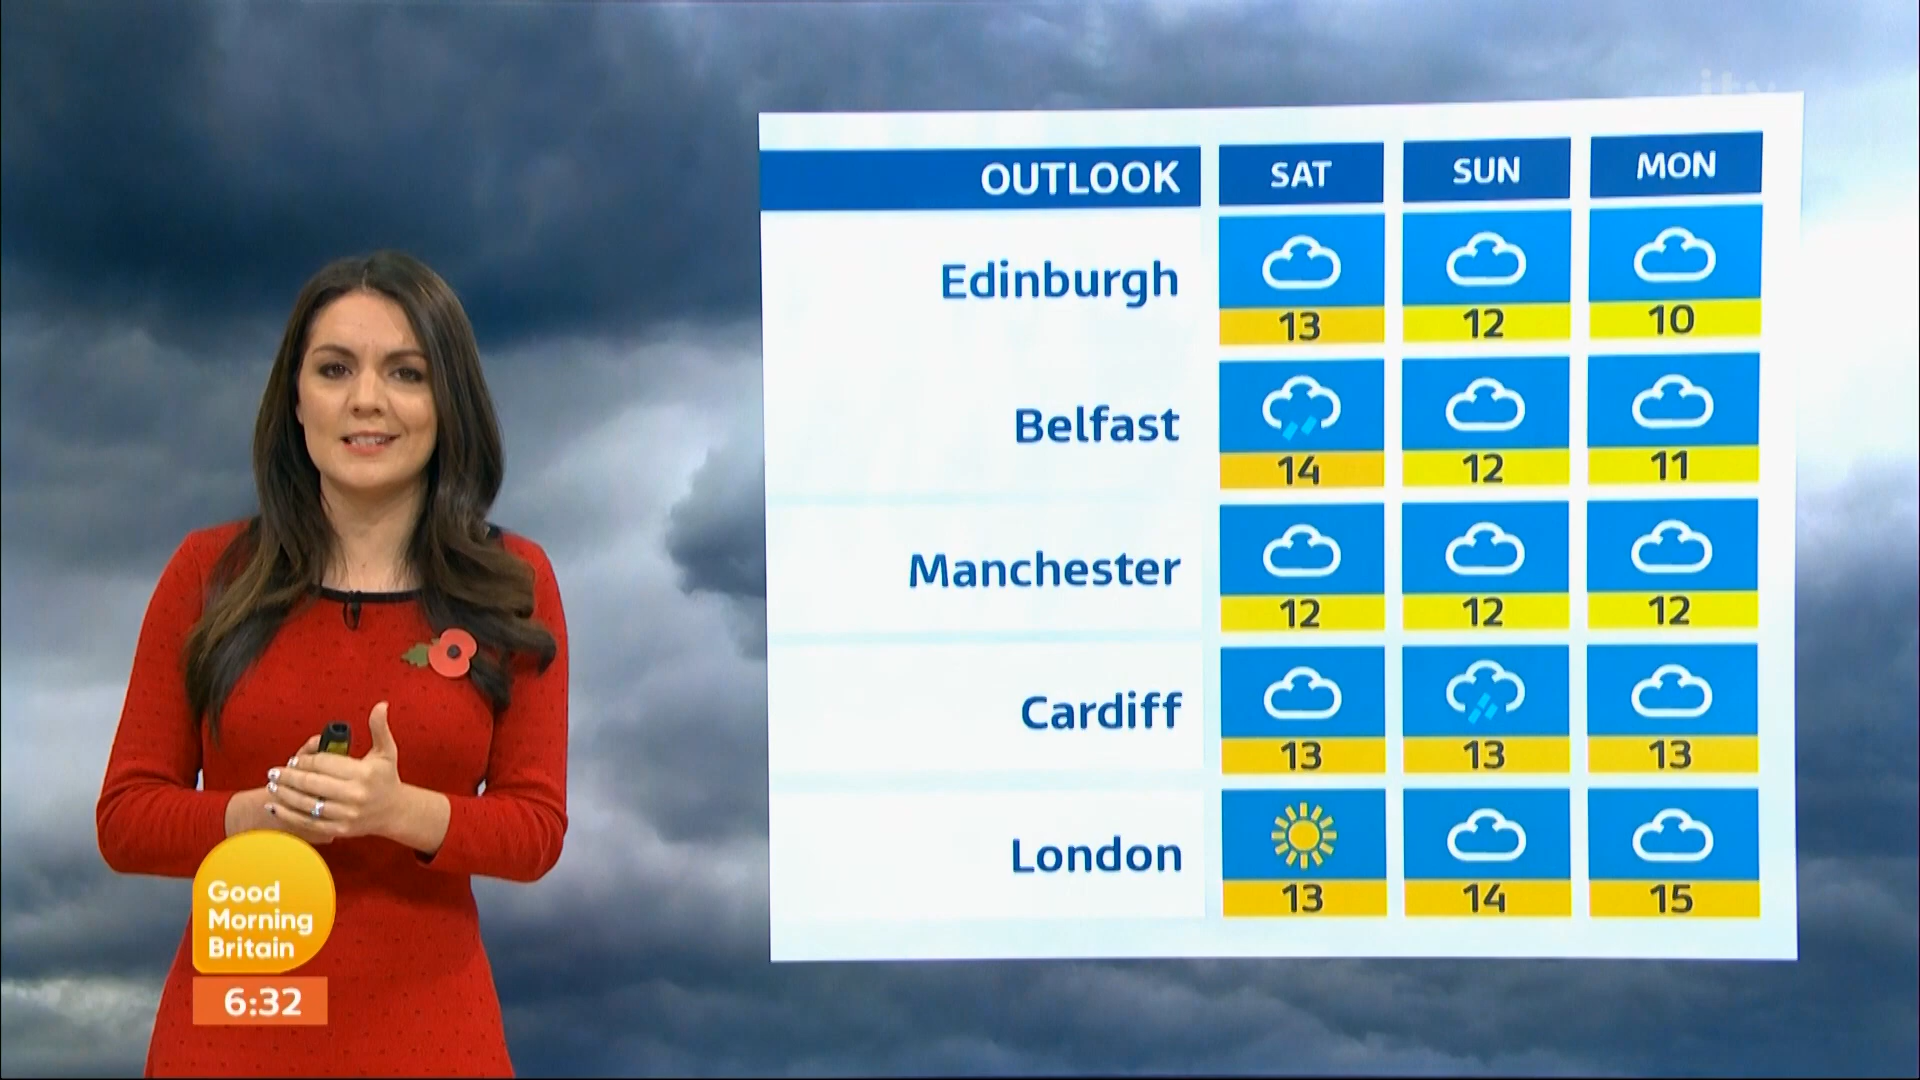 itv
OUTLOOK SAT SUN MON
Edinburgh 13 12 10
Belfast 14 12 11
Manchester 12 12 12
Cardiff 13 13 13
London 13 14 15
Good
Morning
Britain
6:32